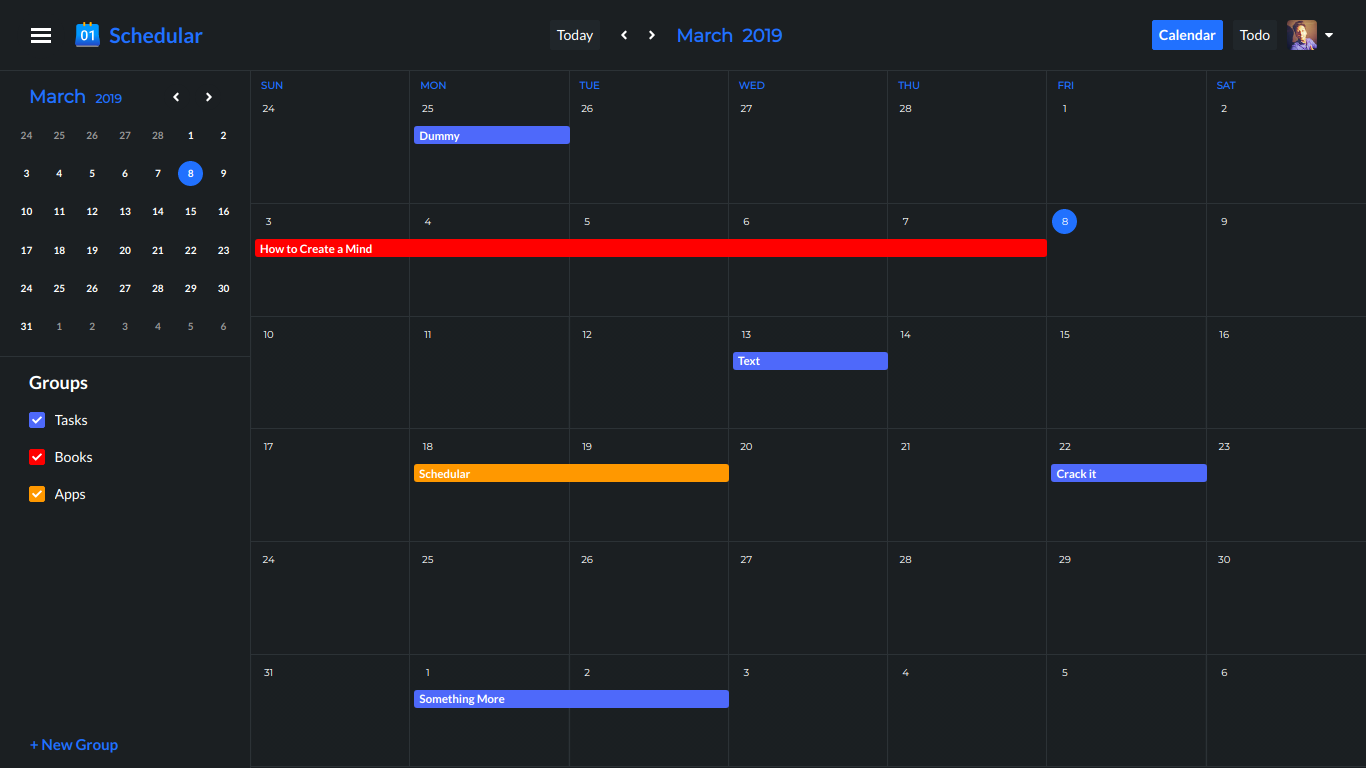 01 Schedular Today March 2019 Calendar Todo
March 2019
24 25 26 27 28 1 2
3 4 5 6 7 8 9
10 11 12 13 14 15 16
17 18 19 20 21 22 23
24 25 26 27 28 29 30
31 1 2 3 4 5 6
Groups
Tasks
Books
Apps
+ New Group
SUN MON TUE WED THU FRI SAT
24 25 26 27 28 1 2
Dummy
3 4 5 6 7 8 9
How to Create a Mind
10 11 12 13 14 15 16
Text
17 18 19 20 21 22 23
Schedular Crack it
24 25 26 27 28 29 30
31 1 2 3 4 5 6
Something More